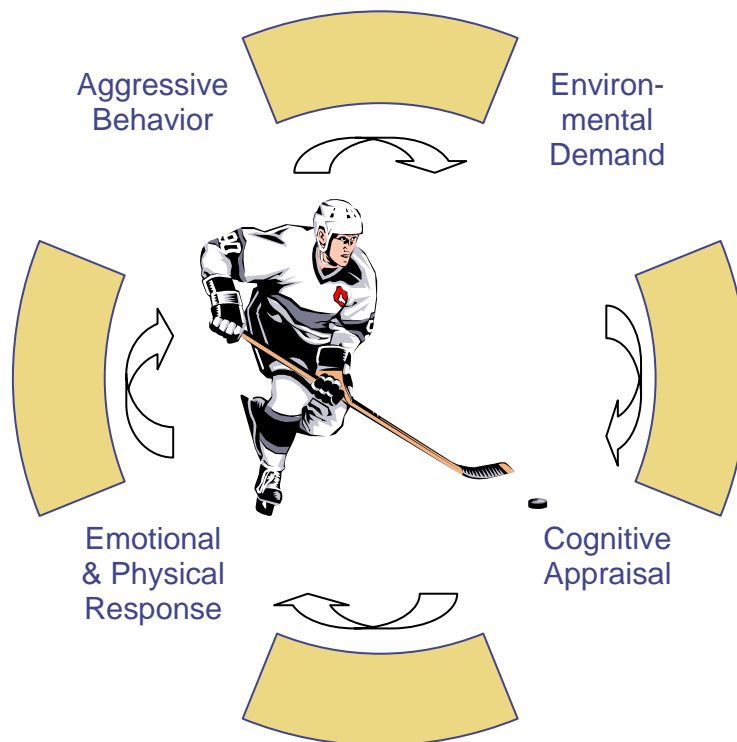 Aggressive
Behavior
Environ-
mental
Demand
Emotional
& Physical
Response
Cognitive
Appraisal